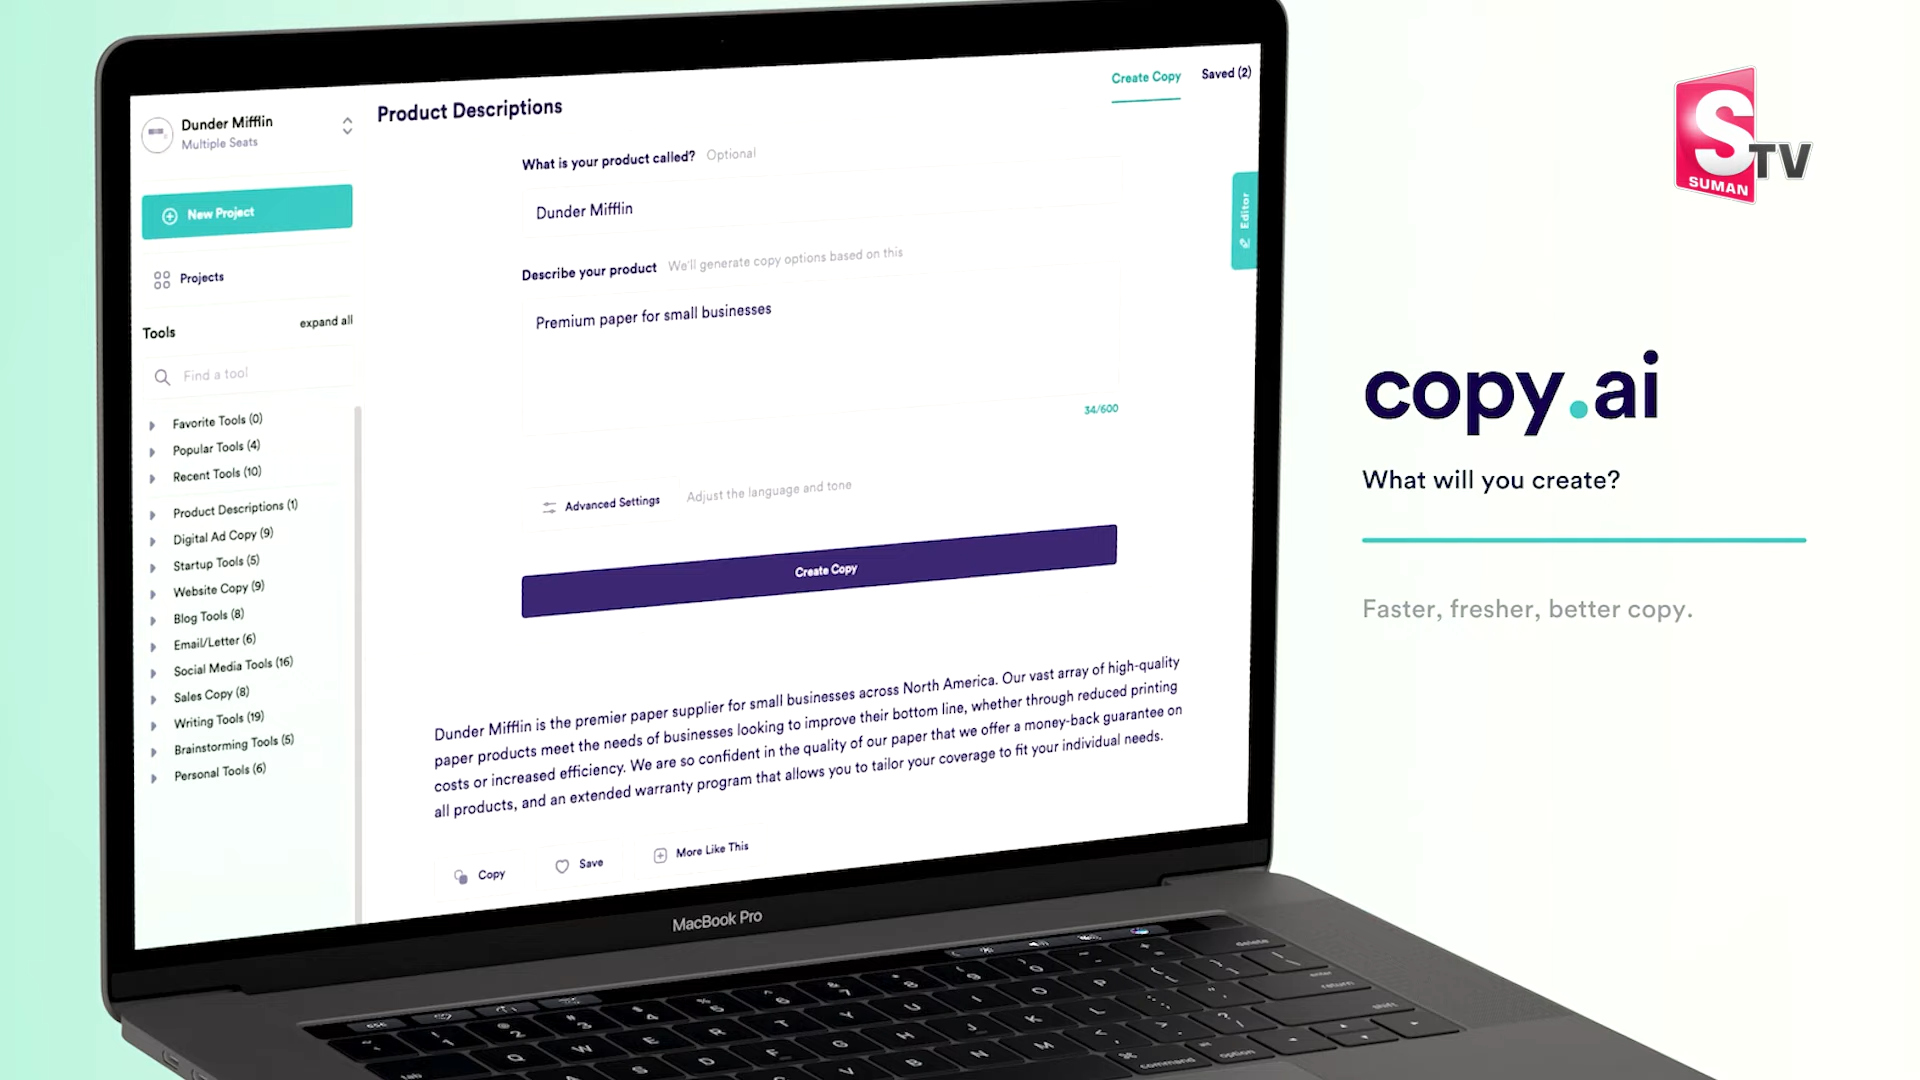 Dunder Mifflin
Multiple Seats
New Project
Projects
Tools
expand all
Find a tool
Favorite Tools (0)
Popular Tools (4)
Recent Tools (10)
Product Descriptions (1)
Digital Ad Copy (9)
Startup Tools (5)
Website Copy (9)
Blog Tools (8)
Email/Letter (6)
Social Media Tools (16)
Sales Copy (8)
Writing Tools (19)
Brainstorming Tools (5)
Personal Tools (6)
Product Descriptions
Create Copy
Saved (2)
What is your product called? Optional
Dunder Mifflin
Describe your product We'll generate copy options based on this
Premium paper for small businesses
34/600
Advanced Settings Adjust the language and tone
Create Copy
Dunder Mifflin is the premier paper supplier for small businesses across North America. Our vast array of high-quality
paper products meet the needs of businesses looking to improve their bottom line, whether through reduced printing
costs or increased efficiency. We are so confident in the quality of our paper that we offer a money-back guarantee on
all products, and an extended warranty program that allows you to tailor your coverage to fit your individual needs.
Copy
Save
More Like This
Editor
MacBook Pro
delete
enter
return
shift
esc
tab
Q W E R T Y U I O P
A S D F G H J K L
V B N M
command
option
S TV
SUMAN
copy.ai
What will you create?
Faster, fresher, better copy.